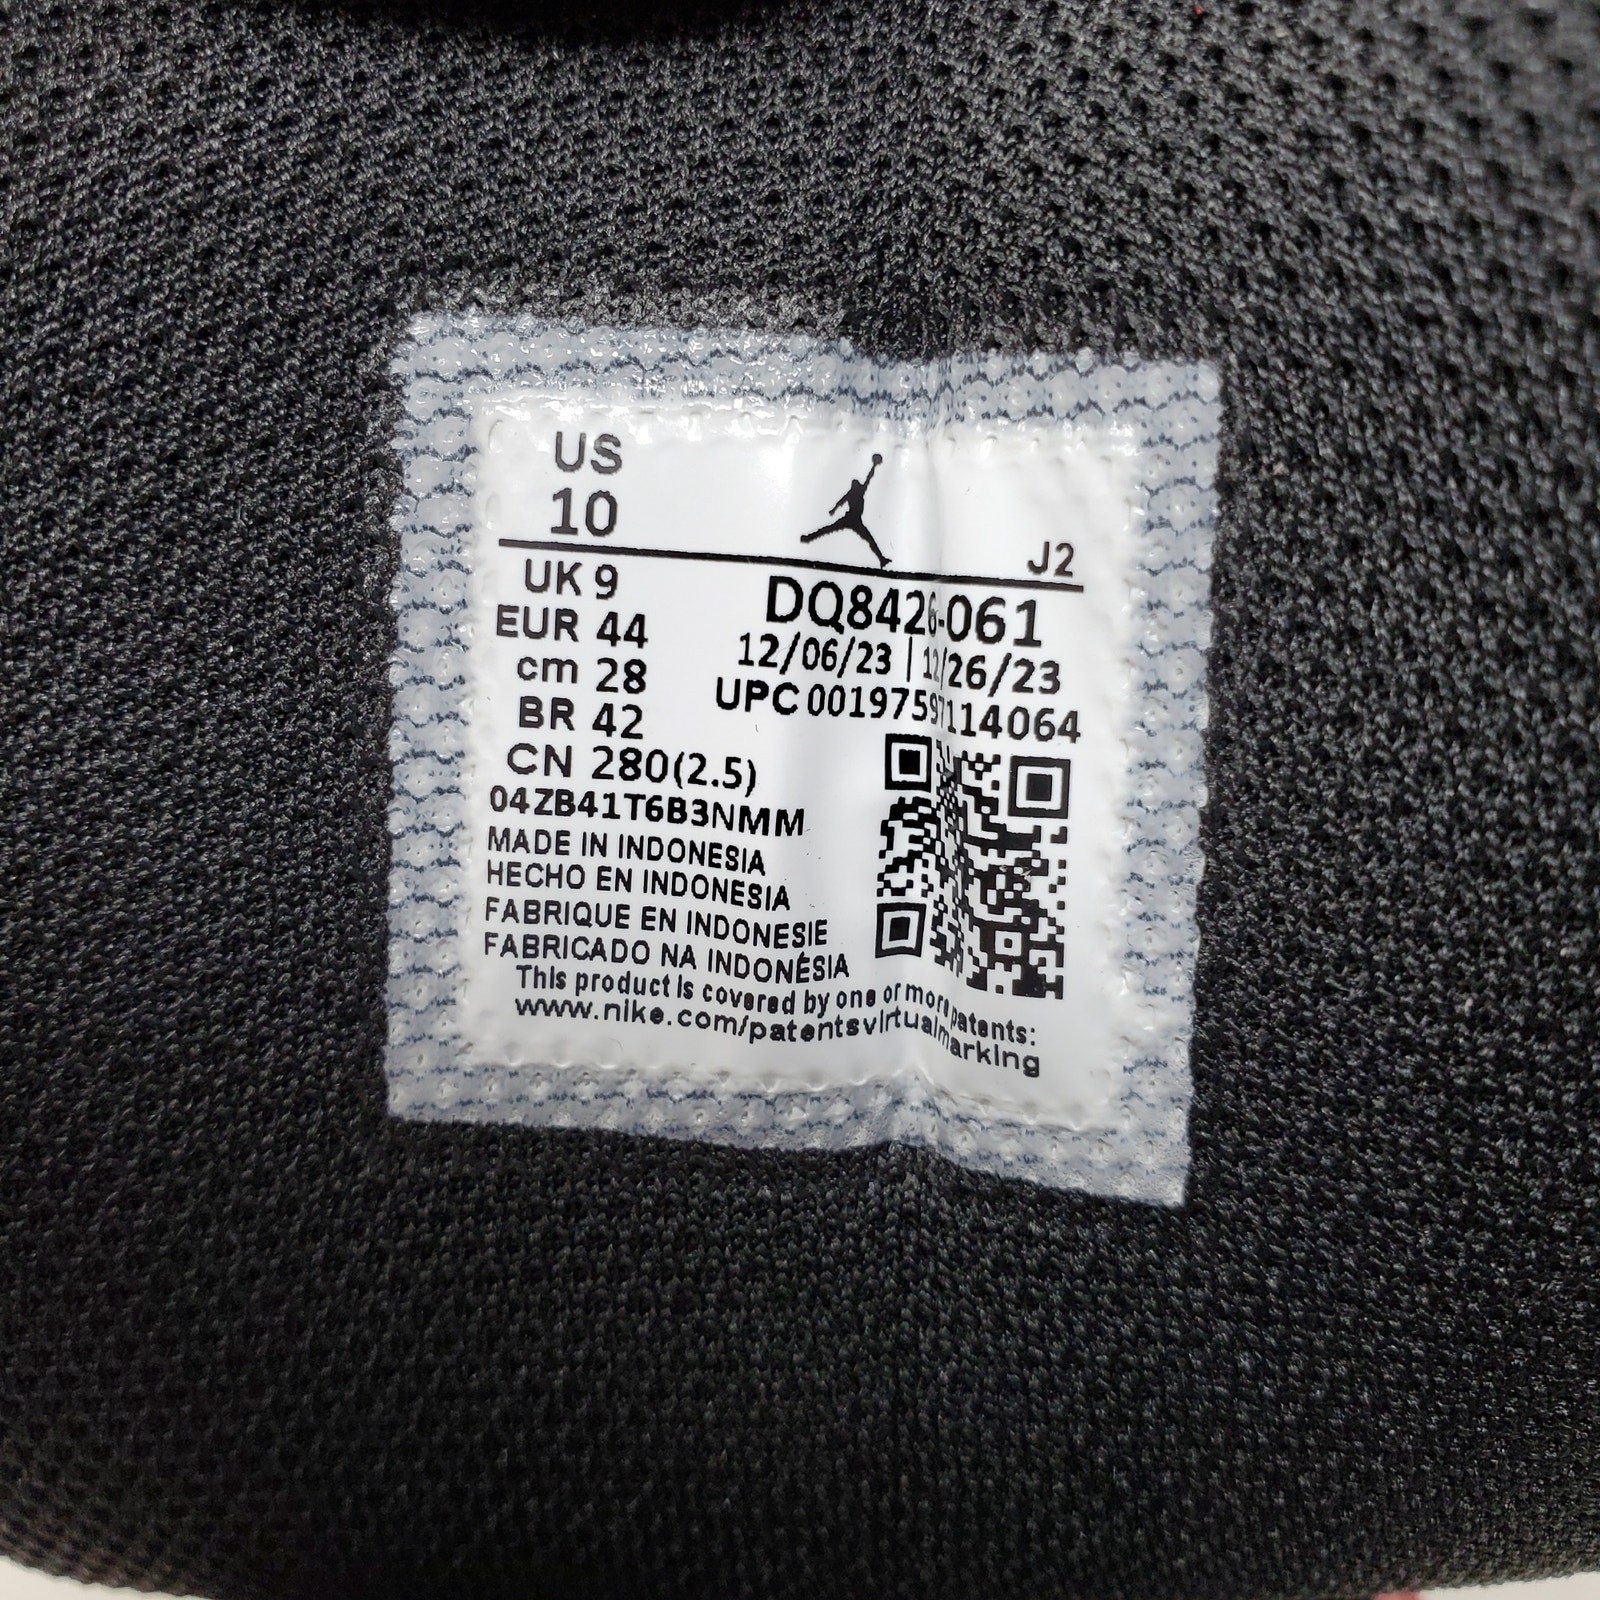 US
10
J2
UK 9
EUR 44
cm 28
BR 42
CN 280(2.5)
DQ8426-061
12/06/23 | 12/26/23
UPC 00197597114064
04ZB41T6B3NMM
MADE IN INDONESIA
HECHO EN INDONESIA
FABRIQUE EN INDONESIE
FABRICADO NA INDONÉSIA
This product is covered by one or more patents:
www.nike.com/patentsvirtualmarking